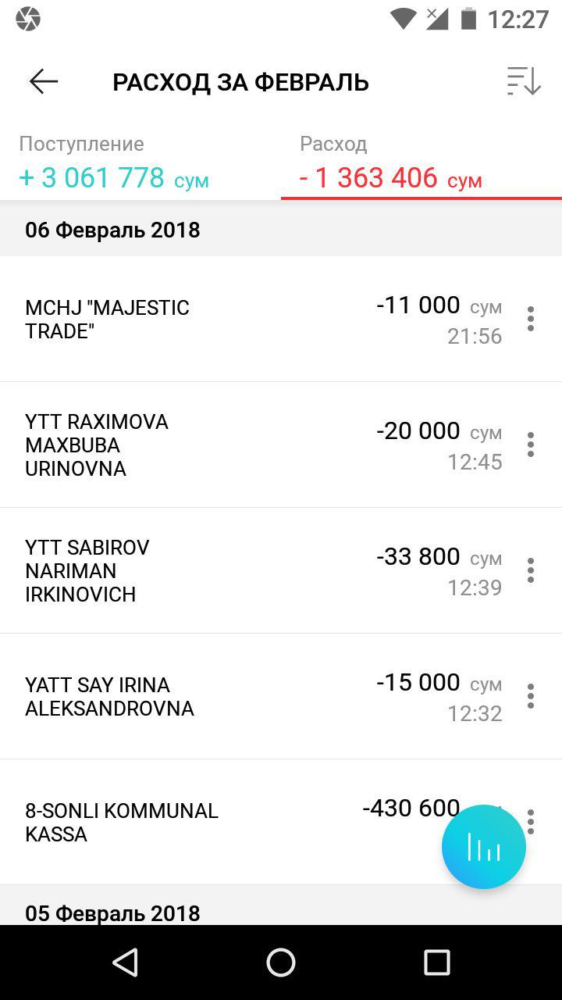 12:27
РАСХОД ЗА ФЕВРАЛЬ
Поступление
Расход
+ 3 061 778 сум
- 1 363 406 сум
06 Февраль 2018
MCHJ "MAJESTIC
TRADE"
-11 000 сум
21:56
YTT RAXIMOVA
MAXBUBA
URINOVNA
-20 000 сум
12:45
YTT SABIROV
NARIMAN
IRKINOVICH
-33 800 сум
12:39
YATT SAY IRINA
ALEKSANDROVNA
-15 000 сум
12:32
8-SONLI KOMMUNAL
KASSA
-430 600
05 Февраль 2018